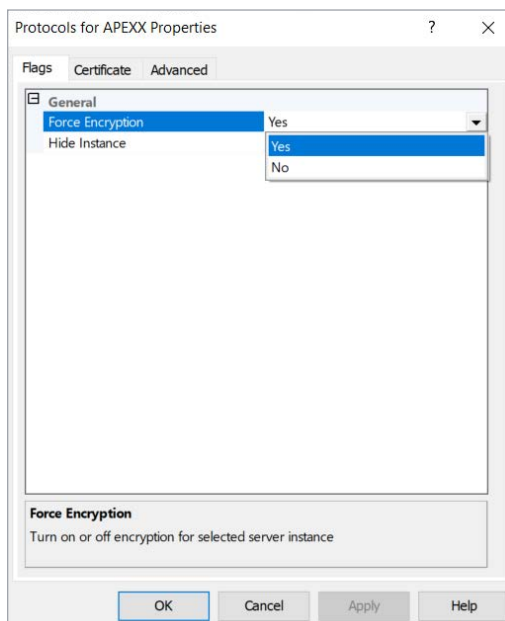 Protocols for APEXX Properties
?
Flags Certificate Advanced
General
Force Encryption Yes
Hide Instance
Yes
No
Force Encryption
Turn on or off encryption for selected server instance
OK Cancel Apply Help